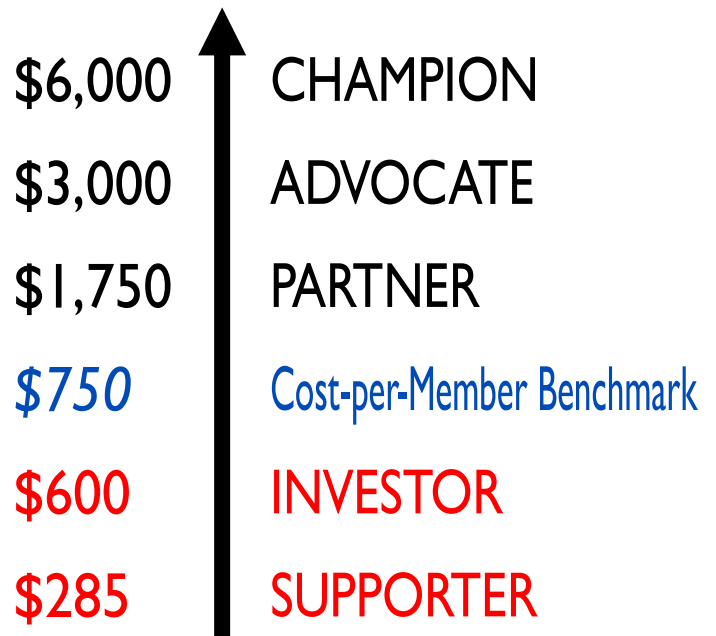 $6,000 CHAMPION
$3,000 ADVOCATE
$1,750 PARTNER
$750 Cost-per-Member Benchmark
$600 INVESTOR
$285 SUPPORTER